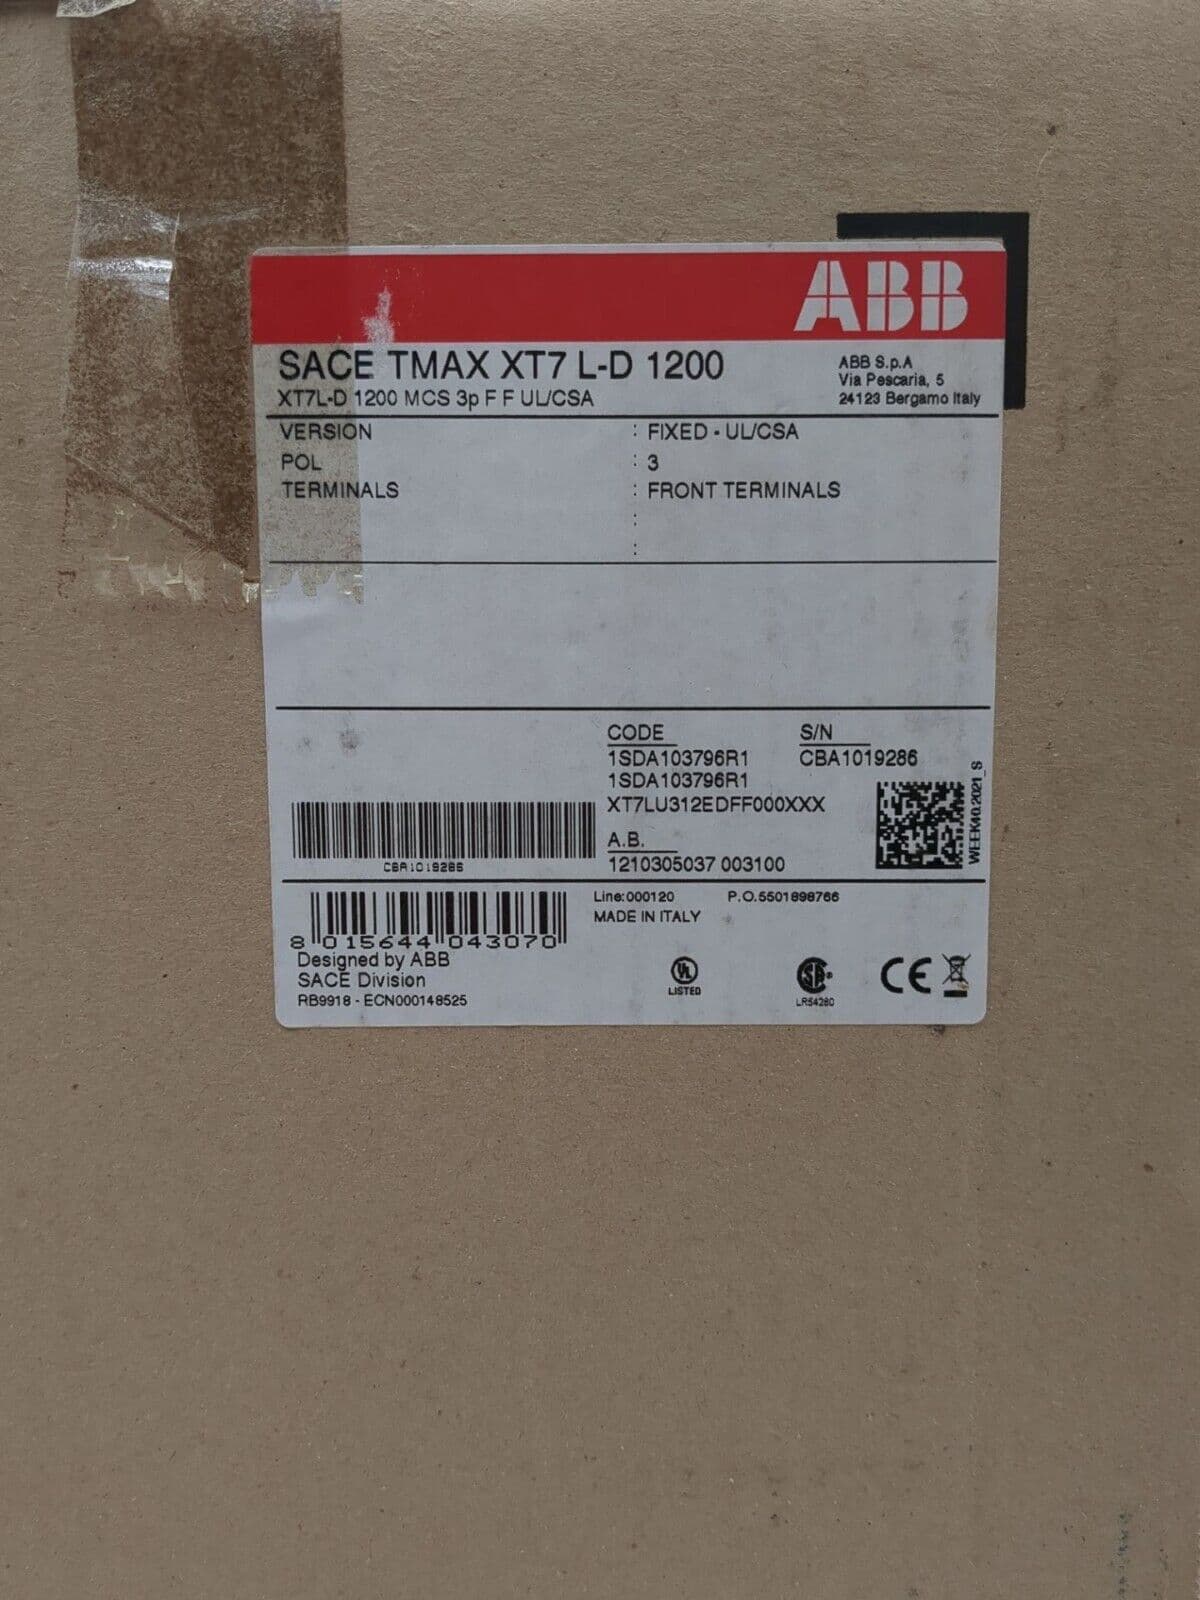 ABB
SACE TMAX XT7 L-D 1200
XT7L-D 1200 MCS 3p F F UL/CSA
ABB S.p.A
Via Pescaria, 5
24123 Bergamo Italy
VERSION : FIXED - UL/CSA
POL : 3
TERMINALS : FRONT TERMINALS
:
:
CODE S/N
1SDA103796R1 CBA1019286
1SDA103796R1
XT7LU312EDFF000XXX
A.B.
1210305037 003100
WEEK40.2021_S
CBA1019286
8 015644 043070
Line:000120 P.O.5501898766
MADE IN ITALY
Designed by ABB
SACE Division
RB9918 - ECN000148525
UL
LISTED
SA
LR54280
CE